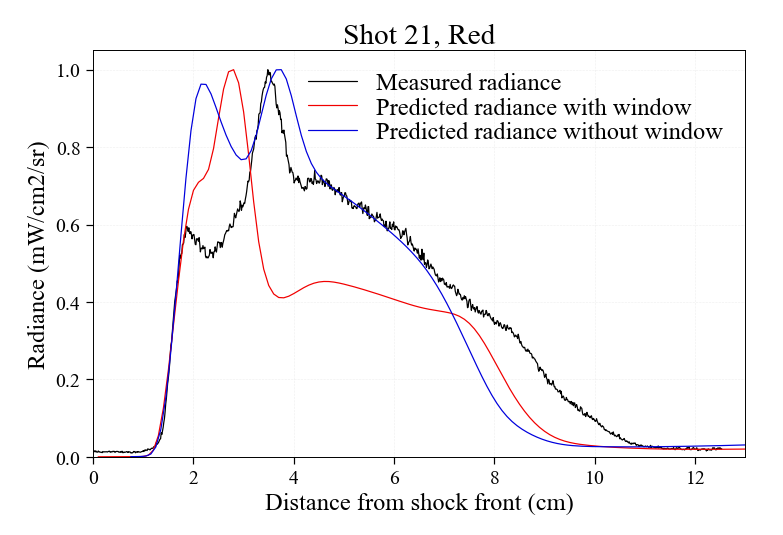 Shot 21, Red
Measured radiance
Predicted radiance with window
Predicted radiance without window
Radiance (mW/cm2/sr)
1.0
0.8
0.6
0.4
0.2
0.0
0 2 4 6 8 10 12
Distance from shock front (cm)